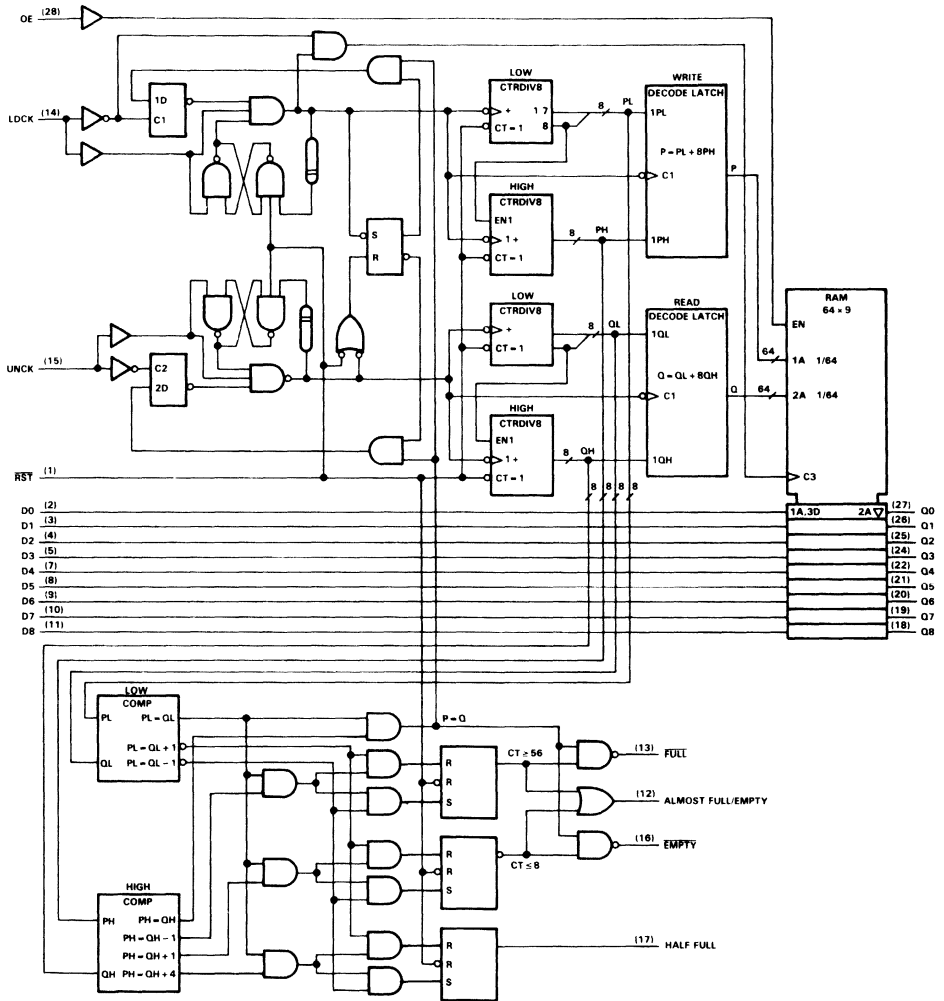 OE (28)
LDCK (14)
1D
C1
LOW
CTRDIV8
+ 1 7
CT = 1 8
8 PL
WRITE
DECODE LATCH
1PL
P = PL + 8PH
C1
1PH
P
HIGH
CTRDIV8
EN1
1 +
CT = 1
8 PH
S
R
LOW
CTRDIV8
+
CT = 1
8 QL
READ
DECODE LATCH
1QL
Q = QL + 8QH
C1
1QH
Q 64
64
HIGH
CTRDIV8
EN1
1 +
CT = 1
8 QH
8 8 8 8
RAM
64 × 9
EN
1A 1/64
2A 1/64
C3
1A,3D 2A ▽
UNCK (15)
C2
2D
RST (1)
D0 (2)
D1 (3)
D2 (4)
D3 (5)
D4 (7)
D5 (8)
D6 (9)
D7 (10)
D8 (11)
(27) Q0
(26) Q1
(25) Q2
(24) Q3
(22) Q4
(21) Q5
(20) Q6
(19) Q7
(18) Q8
LOW
COMP
PL PL = QL
PL = QL + 1
QL PL = QL - 1
P = Q
R
R
S
CT ≥ 56
(13) FULL
(12) ALMOST FULL/EMPTY
(16) EMPTY
R
R
S
CT ≤ 8
HIGH
COMP
PH PH = QH
PH = QH - 1
PH = QH + 1
QH PH = QH + 4
R
R
S
(17) HALF FULL